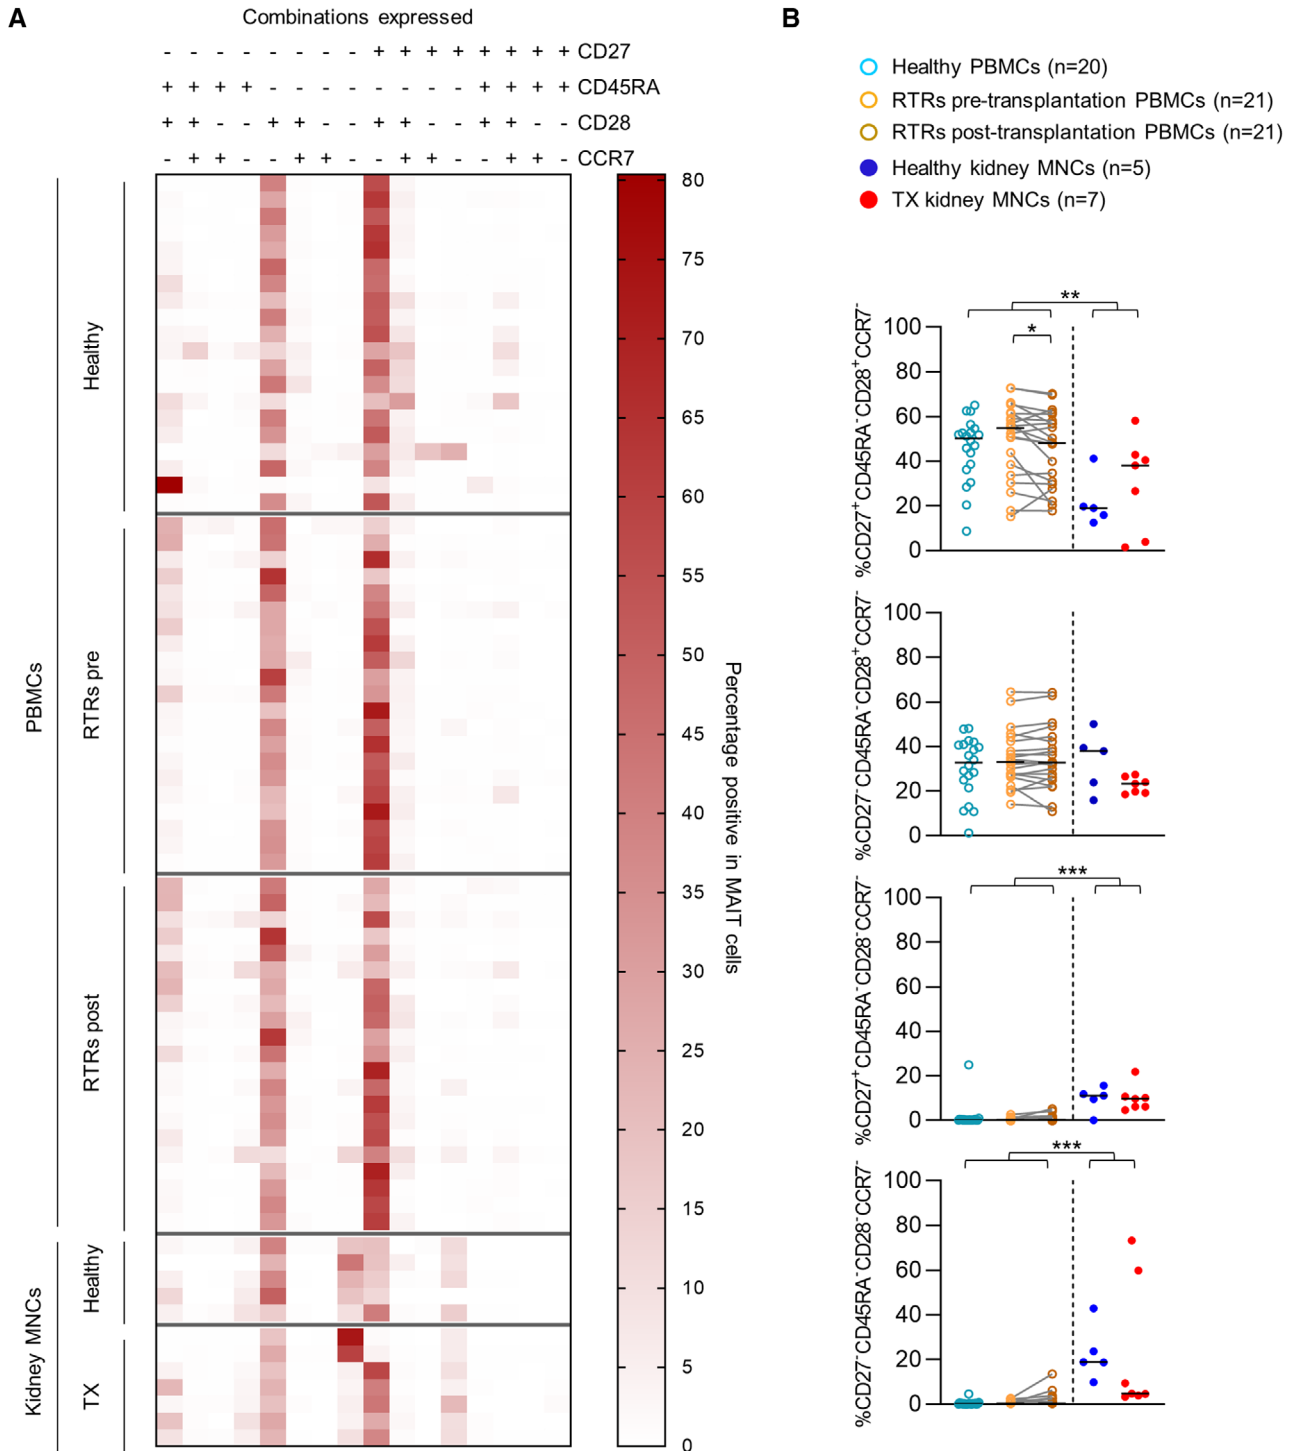 A
Combinations expressed
- - - - - - - - + + + + + + + + CD27
+ + + + - - - - - - - - + + + + CD45RA
+ + - - + + - - + + - - + + - - CD28
- + + - - + + - - + + - - + + - CCR7
PBMCs
Healthy
RTRs pre
RTRs post
Kidney MNCs
Healthy
TX
80
75
70
65
60
55
50
45
40
35
30
25
20
15
10
5
0
Percentage positive in MAIT cells
B
Healthy PBMCs (n=20)
RTRs pre-transplantation PBMCs (n=21)
RTRs post-transplantation PBMCs (n=21)
Healthy kidney MNCs (n=5)
TX kidney MNCs (n=7)
%CD27⁺CD45RA⁻CD28⁺CCR7⁻
**
*
100
80
60
40
20
0
%CD27⁻CD45RA⁻CD28⁺CCR7⁻
100
80
60
40
20
0
%CD27⁺CD45RA⁻CD28⁻CCR7⁻
***
100
80
60
40
20
0
%CD27⁻CD45RA⁻CD28⁻CCR7⁻
***
100
80
60
40
20
0